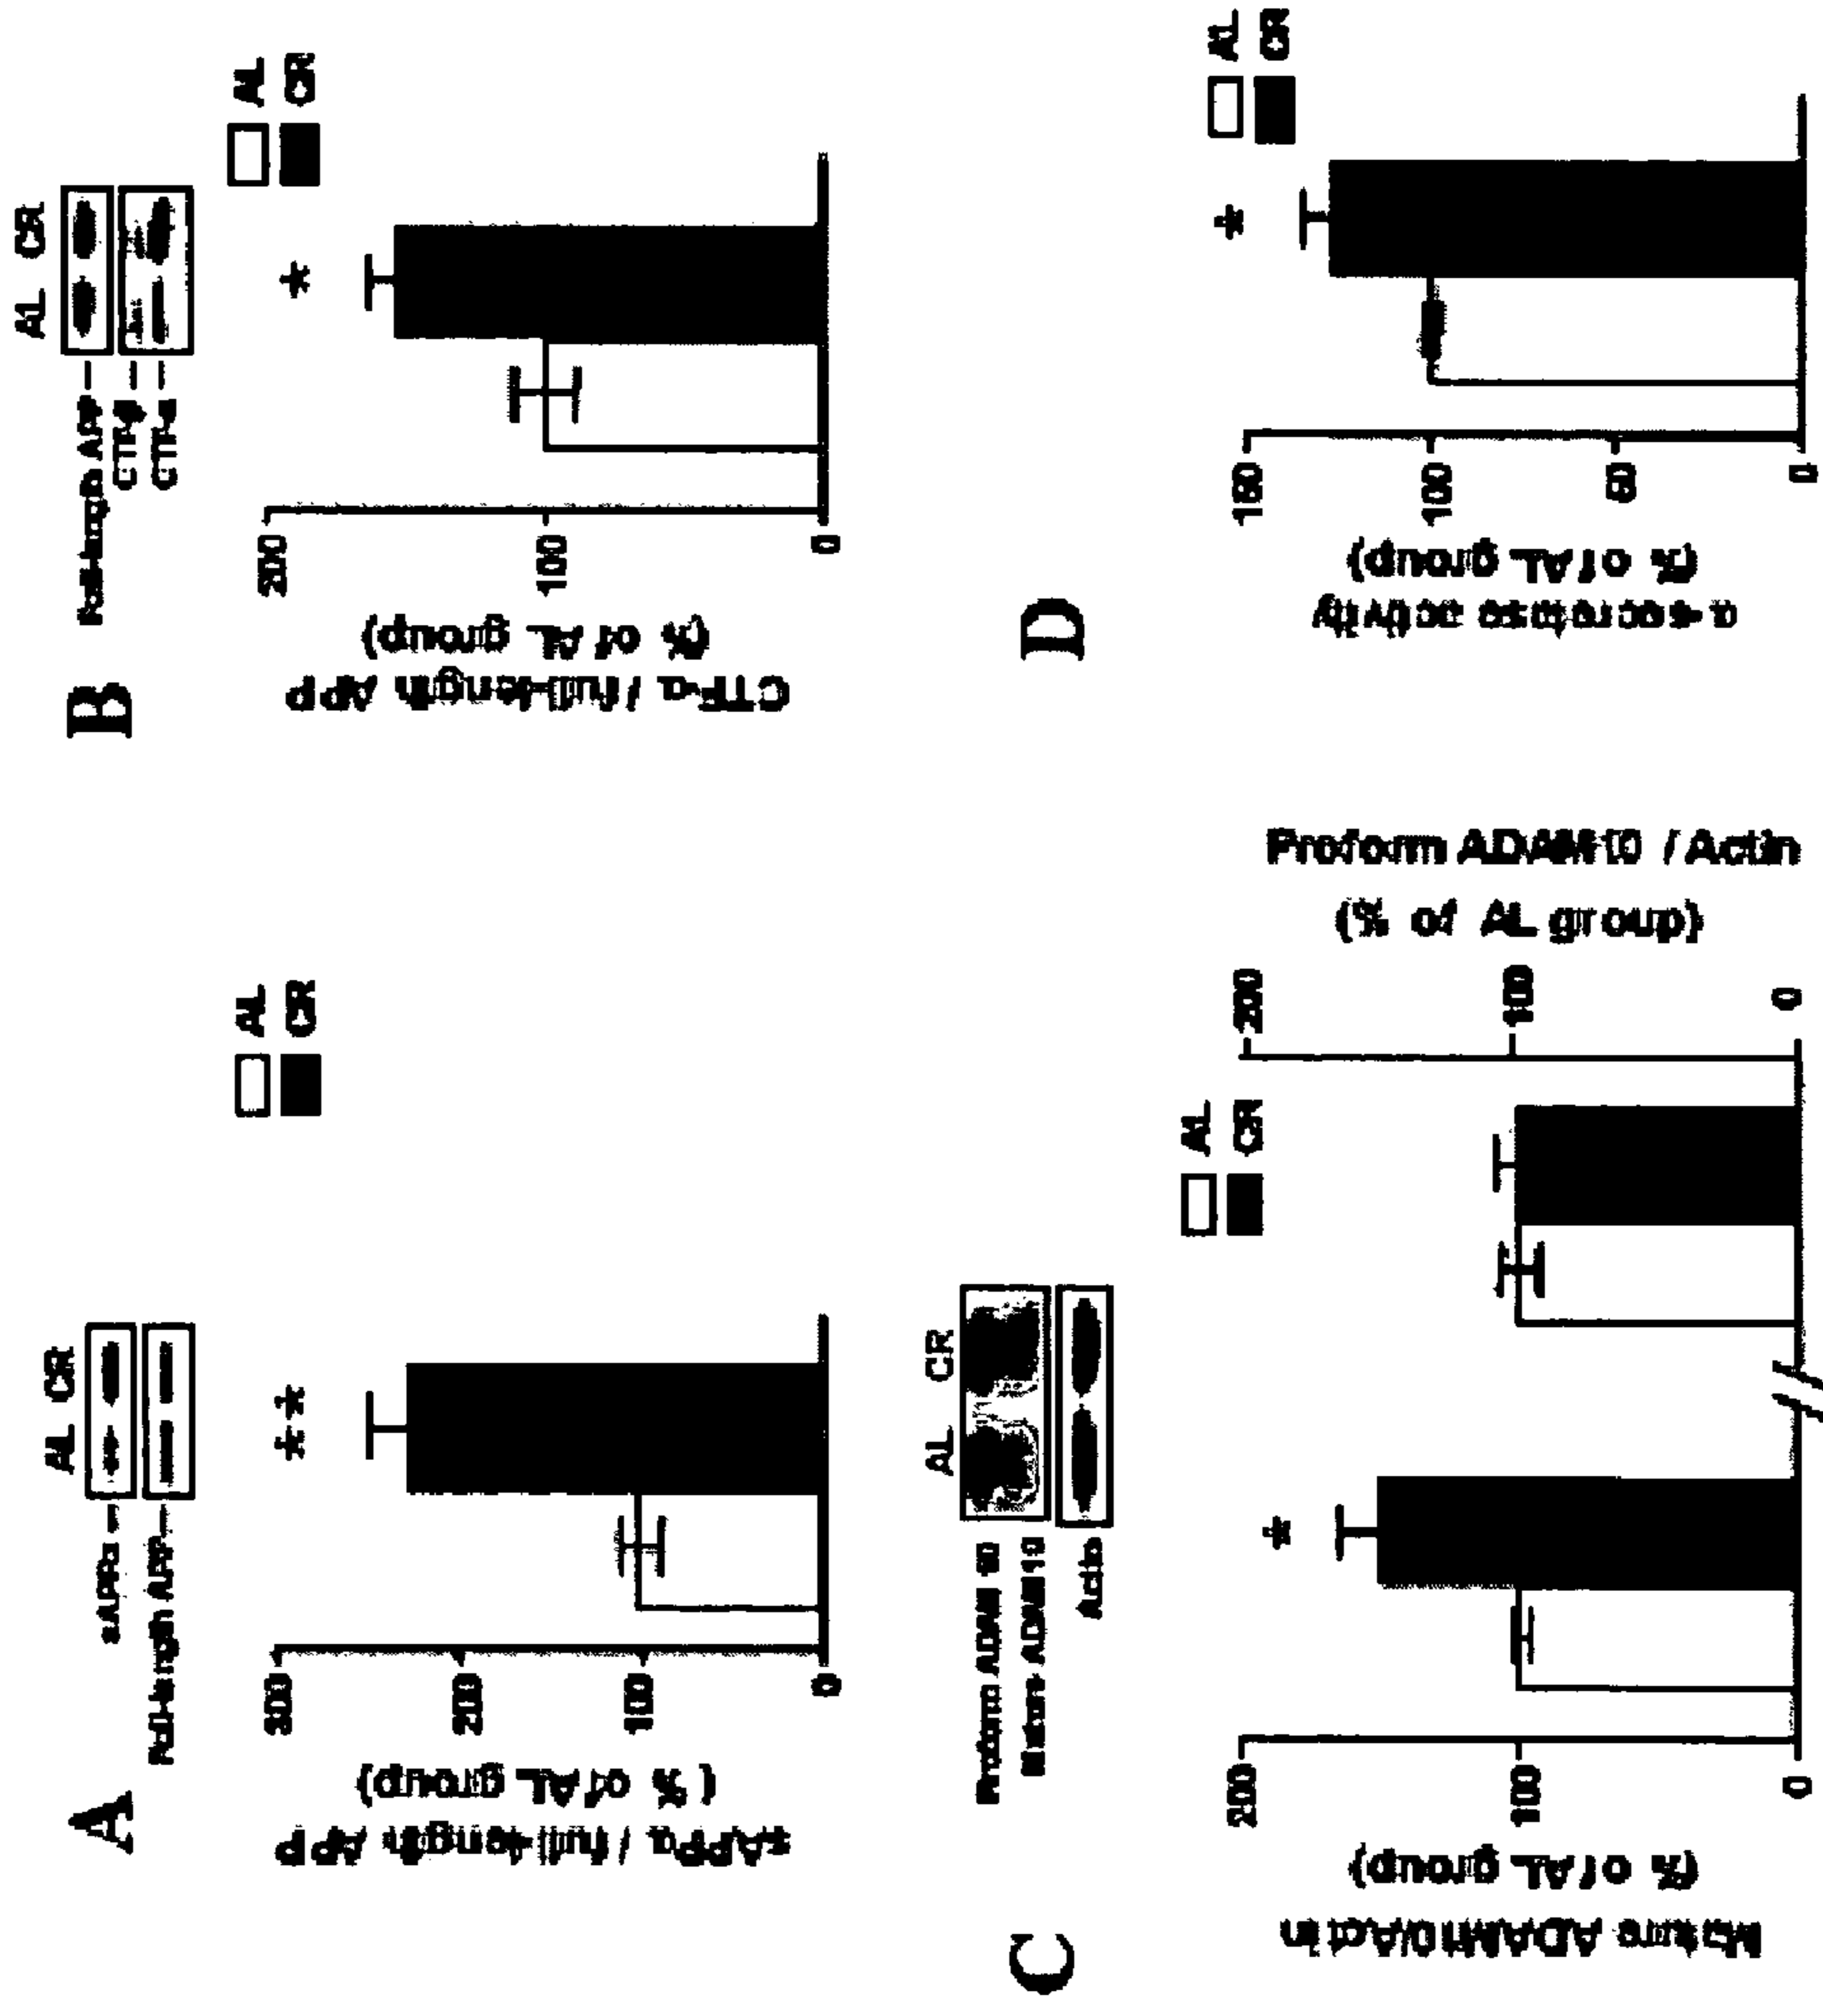 A
AL CR
sAPPα
Full-length APP
AL
CR
300
200
100
0
sAPPα / full-length APP
(% of AL group)
B
AL CR
Full-length APP
CTF-β
CTF-α
AL
CR
200
100
0
CTF-α / full-length APP
(% of AL group)
C
AL CR
Proform ADAM 10
Mature ADAM 10
Actin
AL
CR
200
100
0
Mature ADAM10/Actin
(% of AL group)
200
100
0
Proform ADAM10 / Actin
(% of AL group)
D
AL
CR
150
100
50
0
α-secretase activity
(% of AL group)